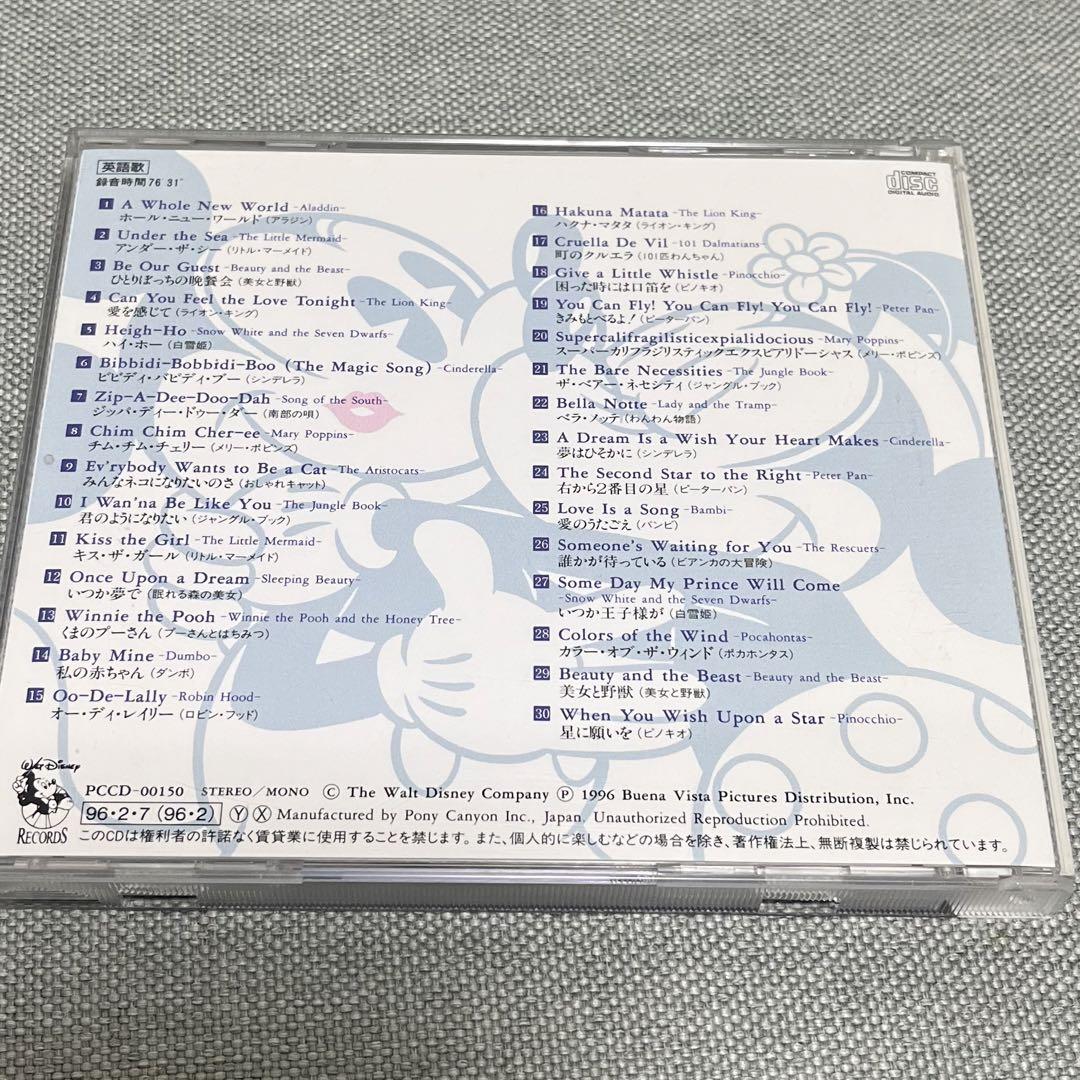 英語歌
録音時間76'31"
COMPACT
disc
DIGITAL AUDIO
1 A Whole New World -Aladdin-
ホール・ニュー・ワールド(アラジン)
2 Under the Sea -The Little Mermaid-
アンダー・ザ・シー(リトル・マーメイド)
3 Be Our Guest -Beauty and the Beast-
ひとりぼっちの晩餐会(美女と野獣)
4 Can You Feel the Love Tonight -The Lion King-
愛を感じて(ライオン・キング)
5 Heigh-Ho -Snow White and the Seven Dwarfs-
ハイ・ホー(白雪姫)
6 Bibbidi-Bobbidi-Boo (The Magic Song) -Cinderella-
ビビディ・バビディ・ブー(シンデレラ)
7 Zip-A-Dee-Doo-Dah -Song of the South-
ジッパ・ディー・ドゥー・ダー(南部の唄)
8 Chim Chim Cher-ee -Mary Poppins-
チム・チム・チェリー(メリー・ポピンズ)
9 Ev'rybody Wants to Be a Cat -The Aristocats-
みんなネコになりたいのさ(おしゃれキャット)
10 I Wan'na Be Like You -The Jungle Book-
君のようになりたい(ジャングル・ブック)
11 Kiss the Girl -The Little Mermaid-
キス・ザ・ガール(リトル・マーメイド)
12 Once Upon a Dream -Sleeping Beauty-
いつか夢で(眠れる森の美女)
13 Winnie the Pooh -Winnie the Pooh and the Honey Tree-
くまのプーさん(プーさんとはちみつ)
14 Baby Mine -Dumbo-
私の赤ちゃん(ダンボ)
15 Oo-De-Lally -Robin Hood-
オー・ディ・レイリー(ロビン・フッド)
16 Hakuna Matata -The Lion King-
ハクナ・マタタ(ライオン・キング)
17 Cruella De Vil -101 Dalmatians-
町のクルエラ(101匹わんちゃん)
18 Give a Little Whistle -Pinocchio-
困った時には口笛を(ピノキオ)
19 You Can Fly! You Can Fly! You Can Fly! -Peter Pan-
きみもとべるよ!(ピーターパン)
20 Supercalifragilisticexpialidocious -Mary Poppins-
スーパーカリフラジリスティックエクスピアリドーシャス(メリー・ポピンズ)
21 The Bare Necessities -The Jungle Book-
ザ・ベアー・ネセシティ(ジャングル・ブック)
22 Bella Notte -Lady and the Tramp-
ベラ・ノッテ(わんわん物語)
23 A Dream Is a Wish Your Heart Makes -Cinderella-
夢はひそかに(シンデレラ)
24 The Second Star to the Right -Peter Pan-
右から2番目の星(ピーターパン)
25 Love Is a Song -Bambi-
愛のうたごえ(バンビ)
26 Someone's Waiting for You -The Rescuers-
誰かが待っている(ビアンカの大冒険)
27 Some Day My Prince Will Come
-Snow White and the Seven Dwarfs-
いつか王子様が(白雪姫)
28 Colors of the Wind -Pocahontas-
カラー・オブ・ザ・ウィンド(ポカホンタス)
29 Beauty and the Beast -Beauty and the Beast-
美女と野獣(美女と野獣)
30 When You Wish Upon a Star -Pinocchio-
星に願いを(ピノキオ)
WALT DISNEY
RECORDS
PCCD-00150 STEREO/MONO © The Walt Disney Company Ⓟ 1996 Buena Vista Pictures Distribution, Inc.
96・2・7 (96・2) Ⓨ Ⓧ Manufactured by Pony Canyon Inc., Japan. Unauthorized Reproduction Prohibited.
このCDは権利者の許諾なく賃貸業に使用することを禁じます。また、個人的に楽しむなどの場合を除き、著作権法上、無断複製は禁じられています。